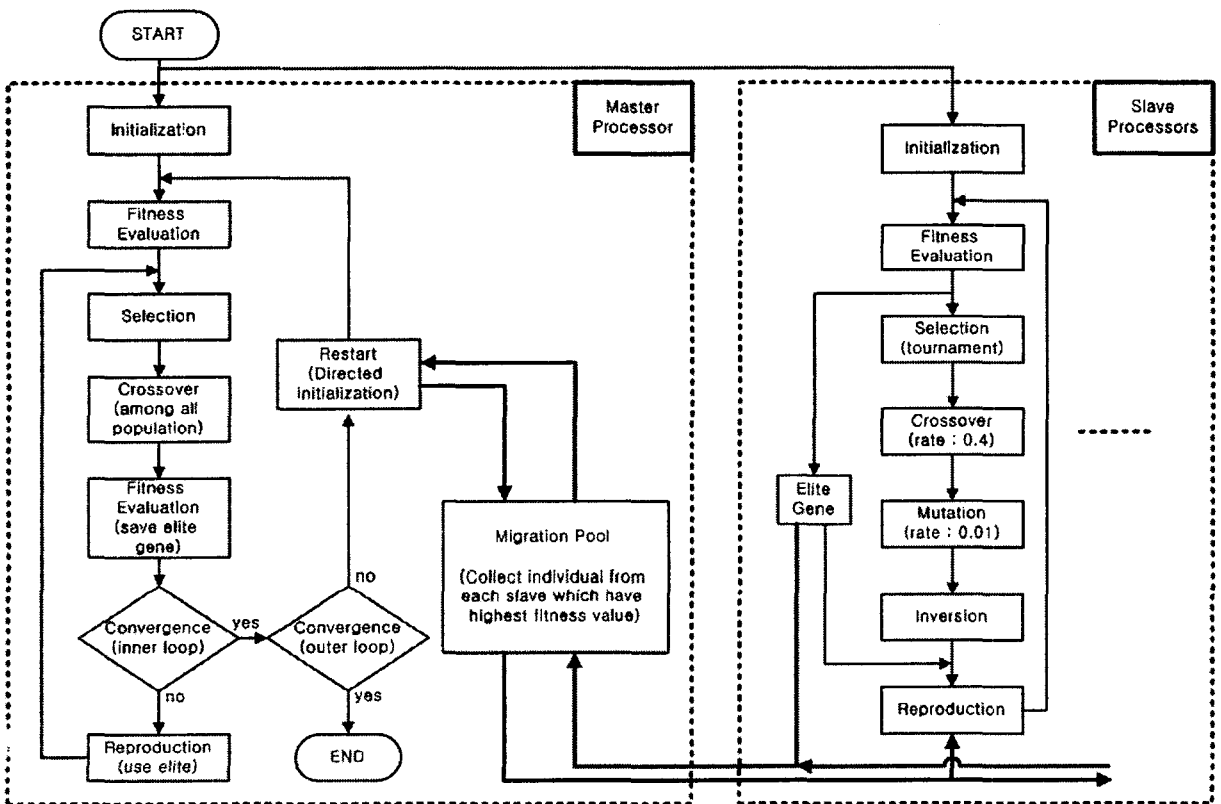 START
Master
Processor
Initialization
Fitness
Evaluation
Selection
Crossover
(among all
population)
Fitness
Evaluation
(save elite
gene)
Convergence
(inner loop)
yes
no
Reproduction
(use elite)
Restart
(Directed
initialization)
no
Convergence
(outer loop)
yes
END
Migration Pool
(Collect individual from
each slave which have
highest fitness value)
Slave
Processors
Initialization
Fitness
Evaluation
Selection
(tournament)
Crossover
(rate : 0.4)
Elite
Gene
Mutation
(rate : 0.01)
Inversion
Reproduction